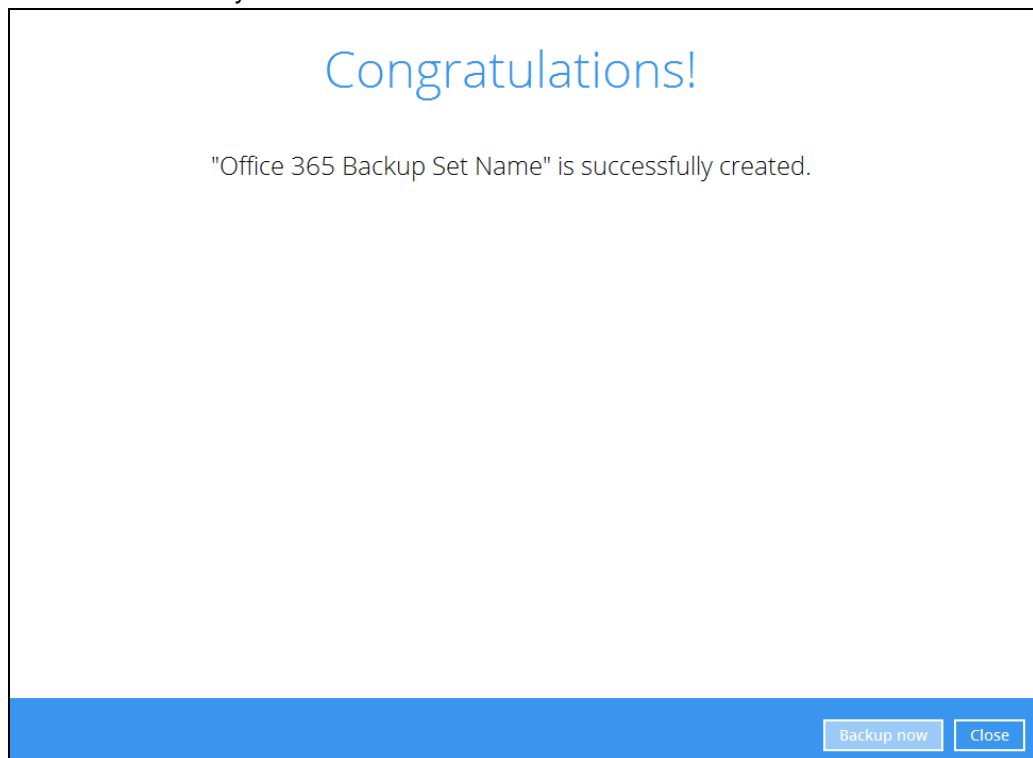 Congratulations!
"Office 365 Backup Set Name" is successfully created.
Backup now
Close